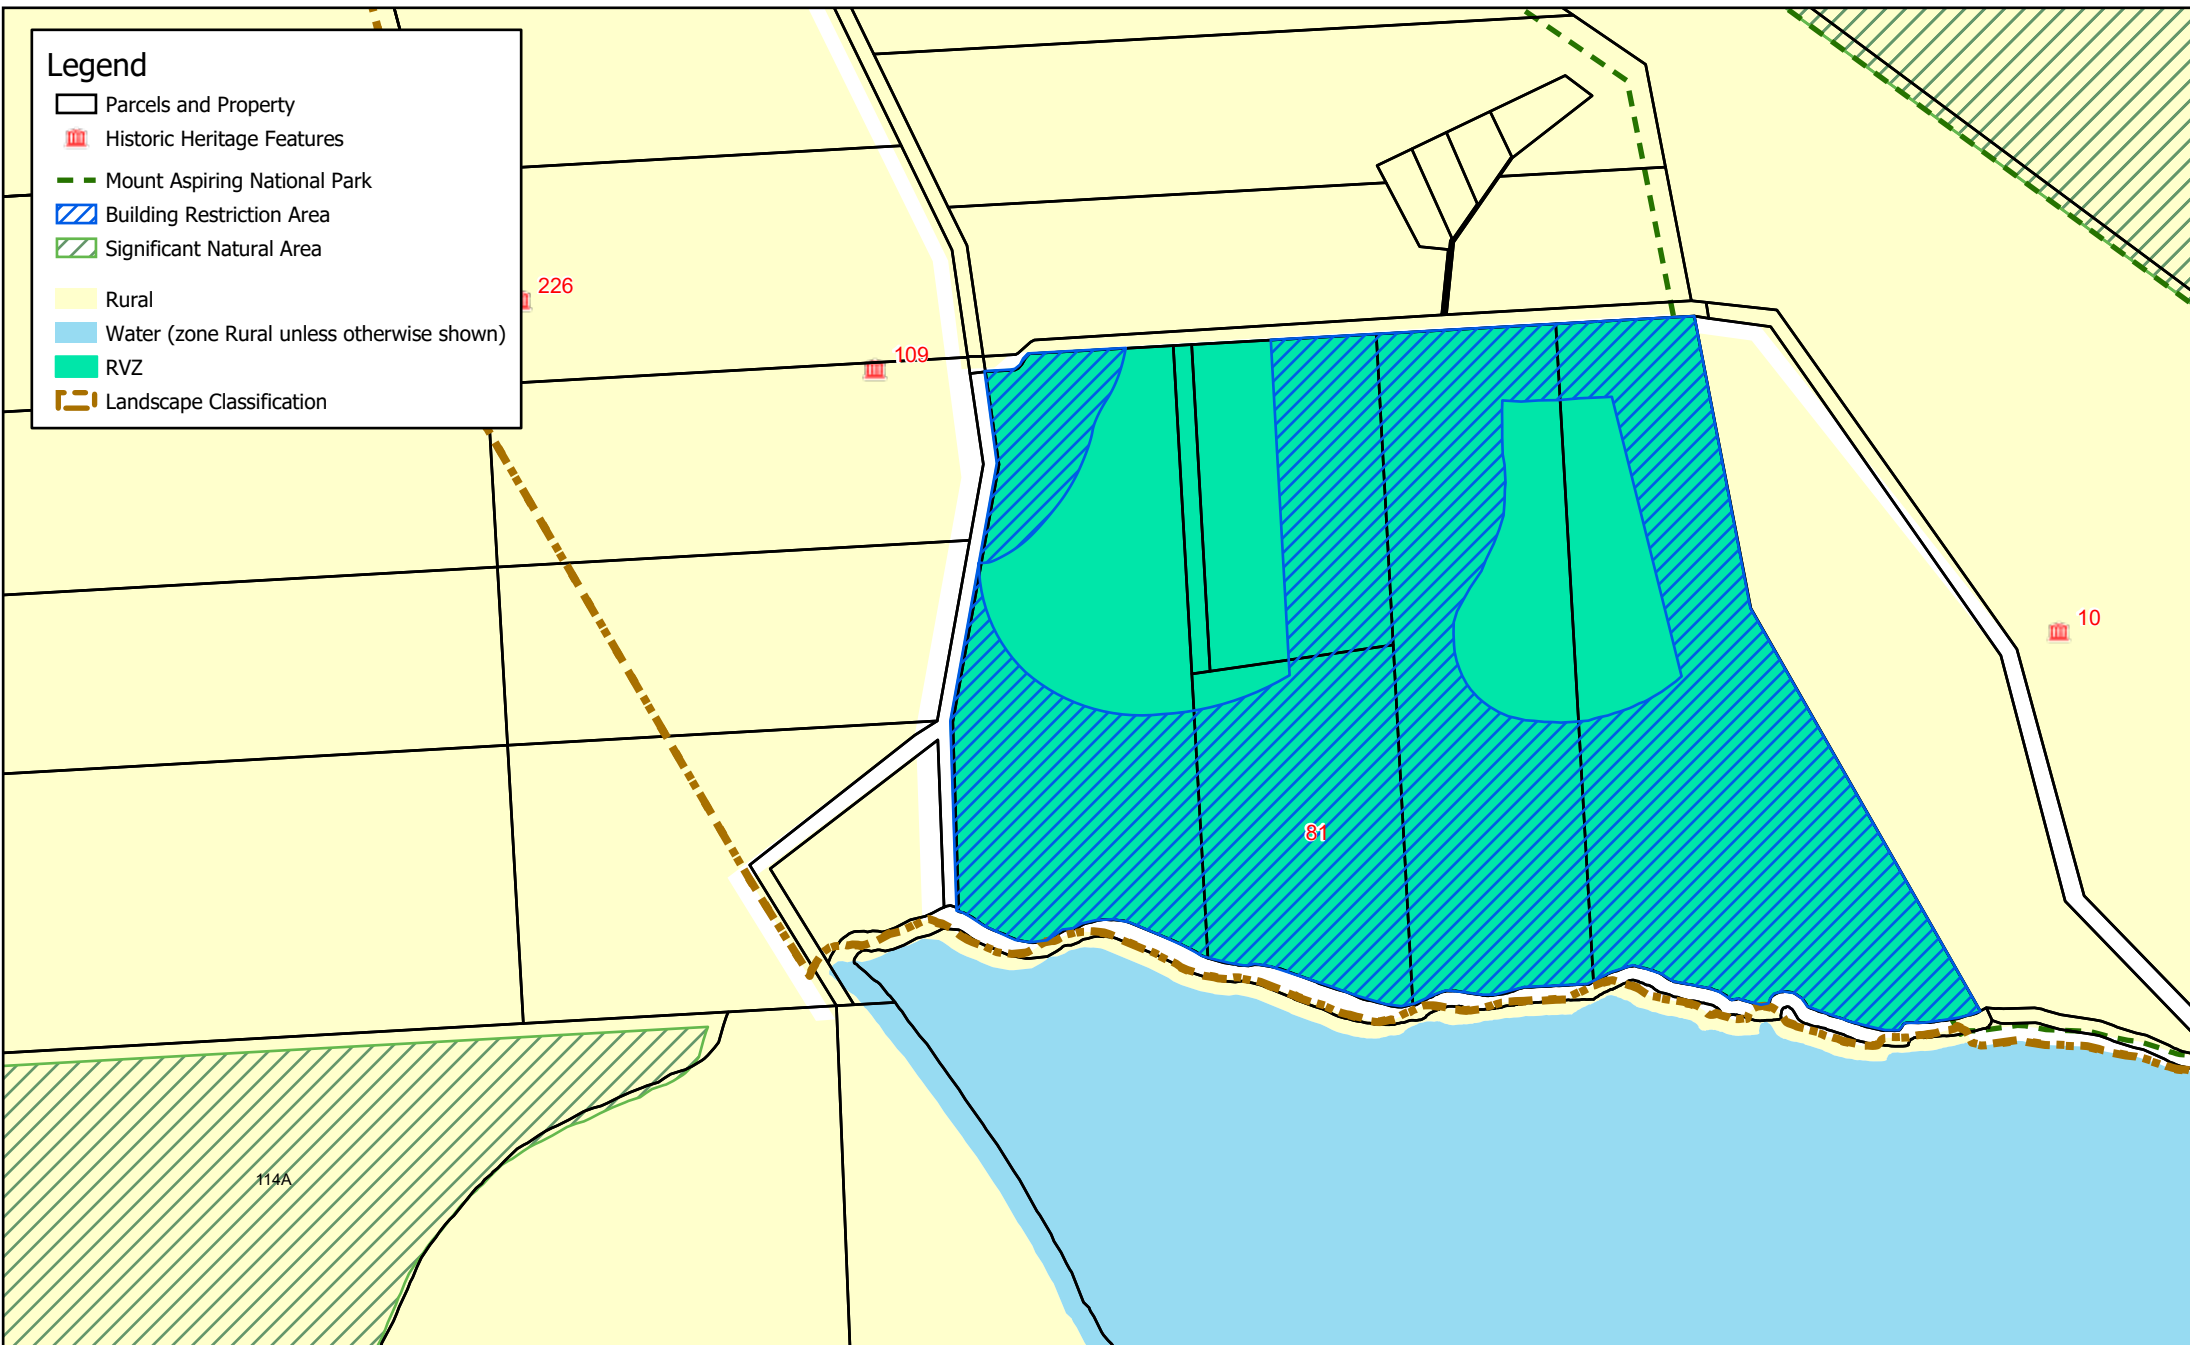 Legend
Parcels and Property
Historic Heritage Features
Mount Aspiring National Park
Building Restriction Area
Significant Natural Area
Rural
Water (zone Rural unless otherwise shown)
RVZ
Landscape Classification
226
109
10
81
114A